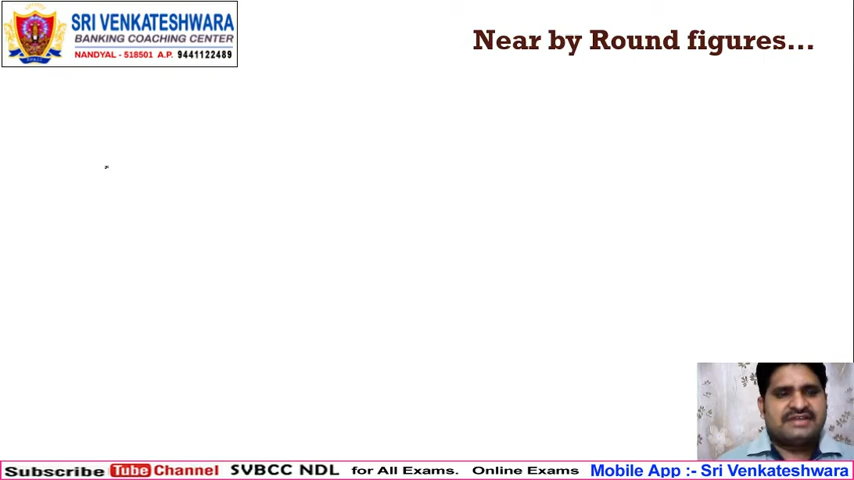 SRI VENKATESHWARA
BANKING COACHING CENTER
NANDYAL - 518501 A.P. 9441122489
Near by Round figures...
Subscribe Tube Channel SVBCC NDL for All Exams. Online Exams Mobile App :- Sri Venkateshwara